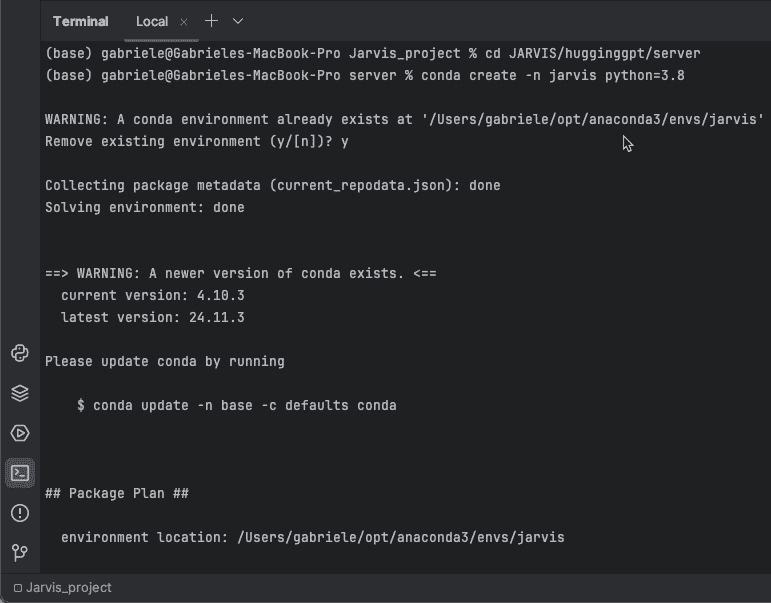 Terminal Local × +
(base) gabriele@Gabrieles-MacBook-Pro Jarvis_project % cd JARVIS/hugginggpt/server
(base) gabriele@Gabrieles-MacBook-Pro server % conda create -n jarvis python=3.8
WARNING: A conda environment already exists at '/Users/gabriele/opt/anaconda3/envs/jarvis'
Remove existing environment (y/[n])? y
Collecting package metadata (current_repodata.json): done
Solving environment: done
==> WARNING: A newer version of conda exists. <==
current version: 4.10.3
latest version: 24.11.3
Please update conda by running
$ conda update -n base -c defaults conda
## Package Plan ##
environment location: /Users/gabriele/opt/anaconda3/envs/jarvis
Jarvis_project